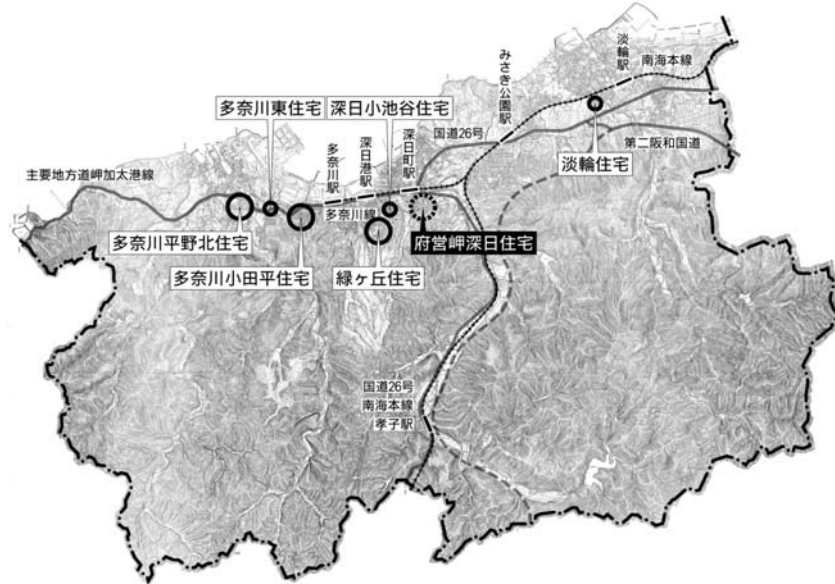 淡輪駅
南海本線
みさき公園駅
多奈川東住宅
深日小池谷住宅
国道26号
第二阪和国道
淡輪住宅
多奈川駅
深日港駅
深日町駅
主要地方道岬加太港線
多奈川線
多奈川平野北住宅
府営岬深日住宅
多奈川小田平住宅
緑ヶ丘住宅
国道26号
南海本線
孝子駅